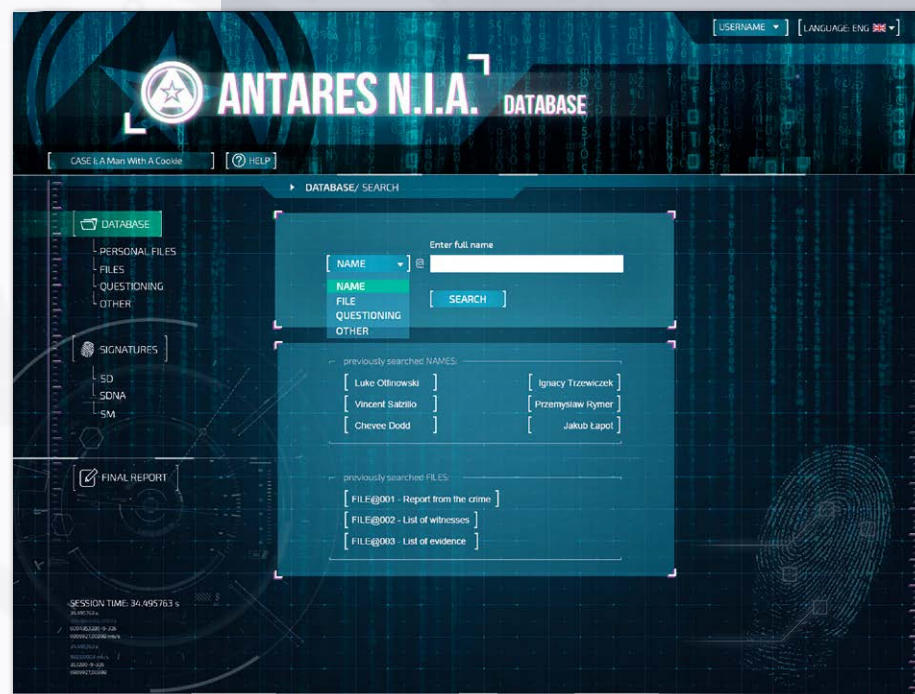 USERNAME
LANGUAGE: ENG
ANTARES N.I.A. DATABASE
CASE I: A Man With A Cookie
HELP
DATABASE/ SEARCH
DATABASE
PERSONAL FILES
FILES
QUESTIONING
OTHER
SIGNATURES
SD
SDNA
SM
FINAL REPORT
Enter full name
NAME @
NAME
FILE
QUESTIONING
OTHER
SEARCH
previously searched NAMES:
Luke Otfinowski Ignacy Trzewiczek
Vincent Salzillo Przemysław Rymer
Chevee Dodd Jakub Łapot
previously searched FILES:
FILE@001 - Report from the crime
FILE@002 - List of witnesses
FILE@003 - List of evidence
SESSION TIME: 34.495763 s